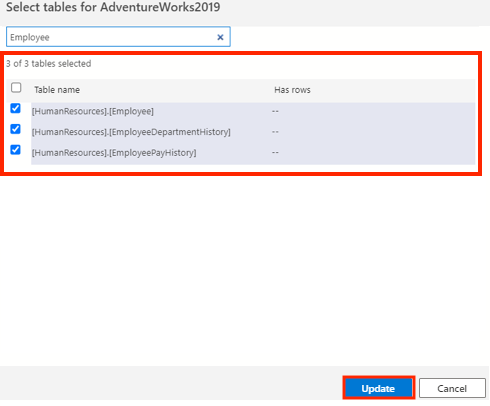 Select tables for AdventureWorks2019
Employee
3 of 3 tables selected
Table name Has rows
[HumanResources].[Employee] --
[HumanResources].[EmployeeDepartmentHistory] --
[HumanResources].[EmployeePayHistory] --
Update Cancel